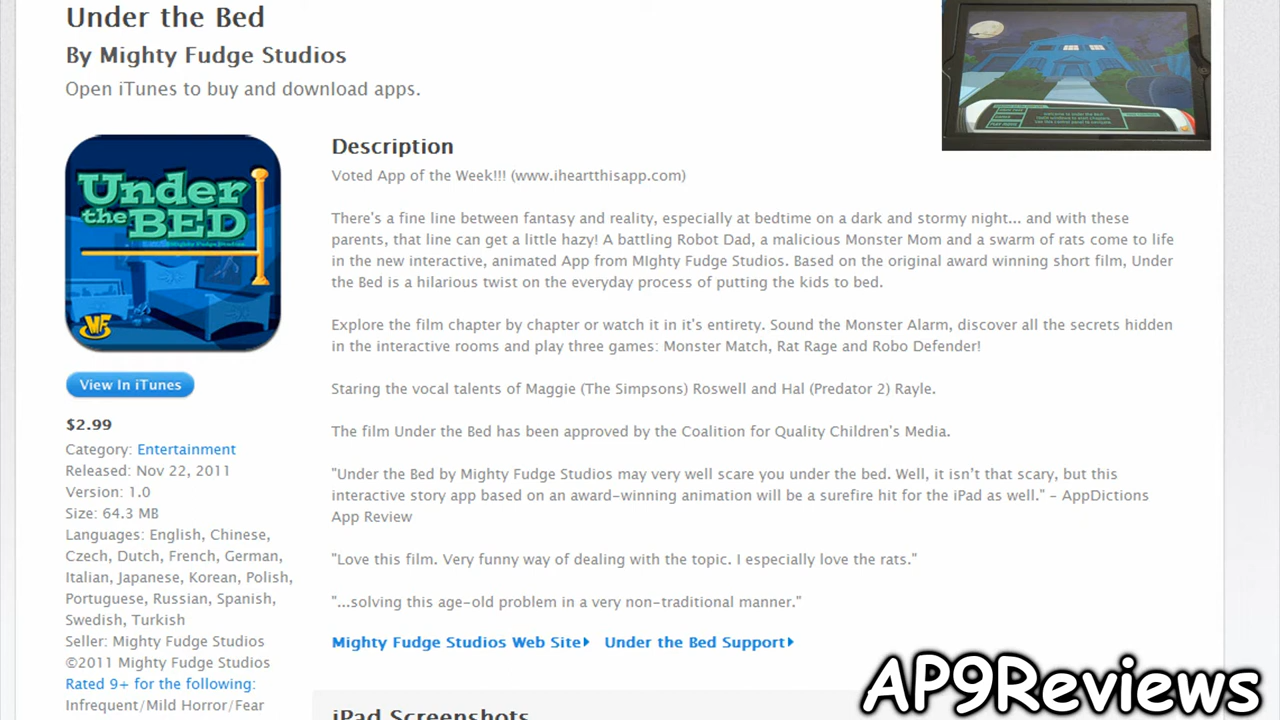 Under the Bed
By Mighty Fudge Studios
Open iTunes to buy and download apps.
Under
the BED
Mighty Fudge Studios
MF
View In iTunes
$2.99
Category: Entertainment
Released: Nov 22, 2011
Version: 1.0
Size: 64.3 MB
Languages: English, Chinese,
Czech, Dutch, French, German,
Italian, Japanese, Korean, Polish,
Portuguese, Russian, Spanish,
Swedish, Turkish
Seller: Mighty Fudge Studios
©2011 Mighty Fudge Studios
Rated 9+ for the following:
Infrequent/Mild Horror/Fear
Description
Voted App of the Week!!! (www.iheartthisapp.com)
There's a fine line between fantasy and reality, especially at bedtime on a dark and stormy night... and with these
parents, that line can get a little hazy! A battling Robot Dad, a malicious Monster Mom and a swarm of rats come to life
in the new interactive, animated App from MIghty Fudge Studios. Based on the original award winning short film, Under
the Bed is a hilarious twist on the everyday process of putting the kids to bed.
Explore the film chapter by chapter or watch it in it's entirety. Sound the Monster Alarm, discover all the secrets hidden
in the interactive rooms and play three games: Monster Match, Rat Rage and Robo Defender!
Staring the vocal talents of Maggie (The Simpsons) Roswell and Hal (Predator 2) Rayle.
The film Under the Bed has been approved by the Coalition for Quality Children's Media.
"Under the Bed by Mighty Fudge Studios may very well scare you under the bed. Well, it isn't that scary, but this
interactive story app based on an award-winning animation will be a surefire hit for the iPad as well." - AppDictions
App Review
"Love this film. Very funny way of dealing with the topic. I especially love the rats."
"...solving this age-old problem in a very non-traditional manner."
Mighty Fudge Studios Web Site Under the Bed Support
iPad Screenshots
AP9Reviews